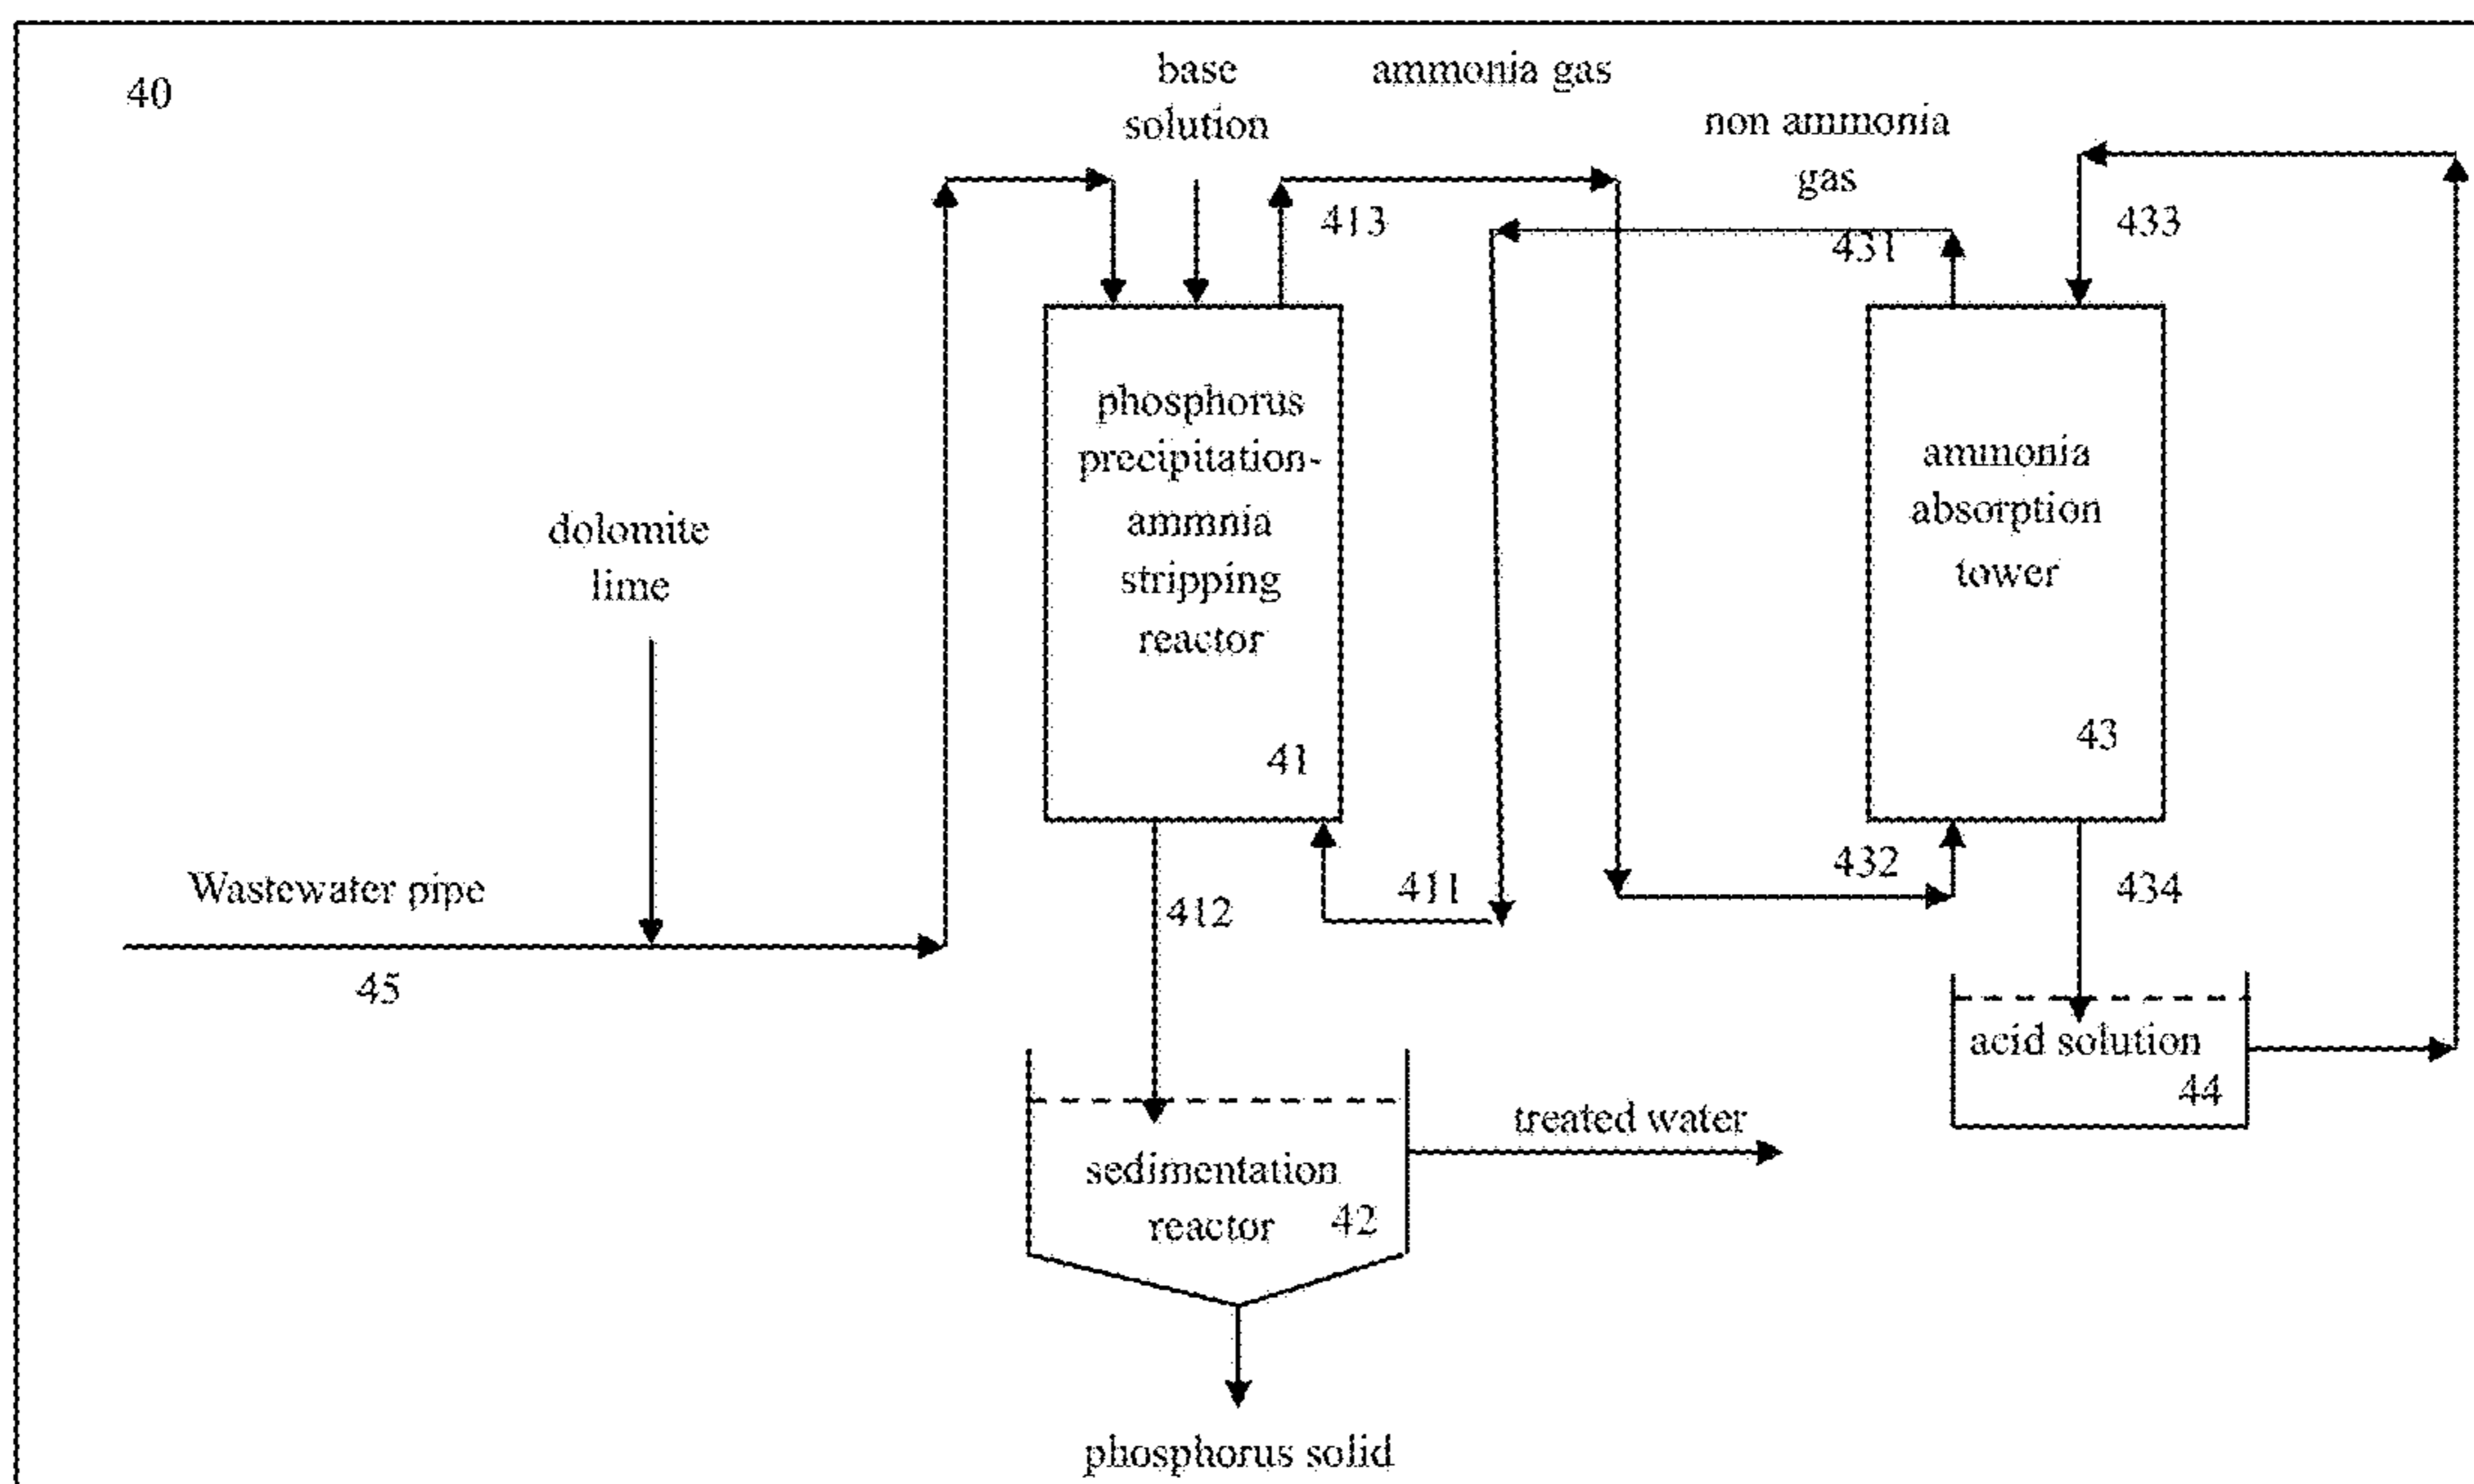 40
base
solution
ammonia gas
non ammonia
gas
413
431
433
phosphorus
precipitation-
ammnia
stripping
reactor
41
ammonia
absorption
tower
43
dolomite
lime
Wastewater pipe
45
412
411
432
434
acid solution
44
treated water
sedimentation
reactor
42
phosphorus solid